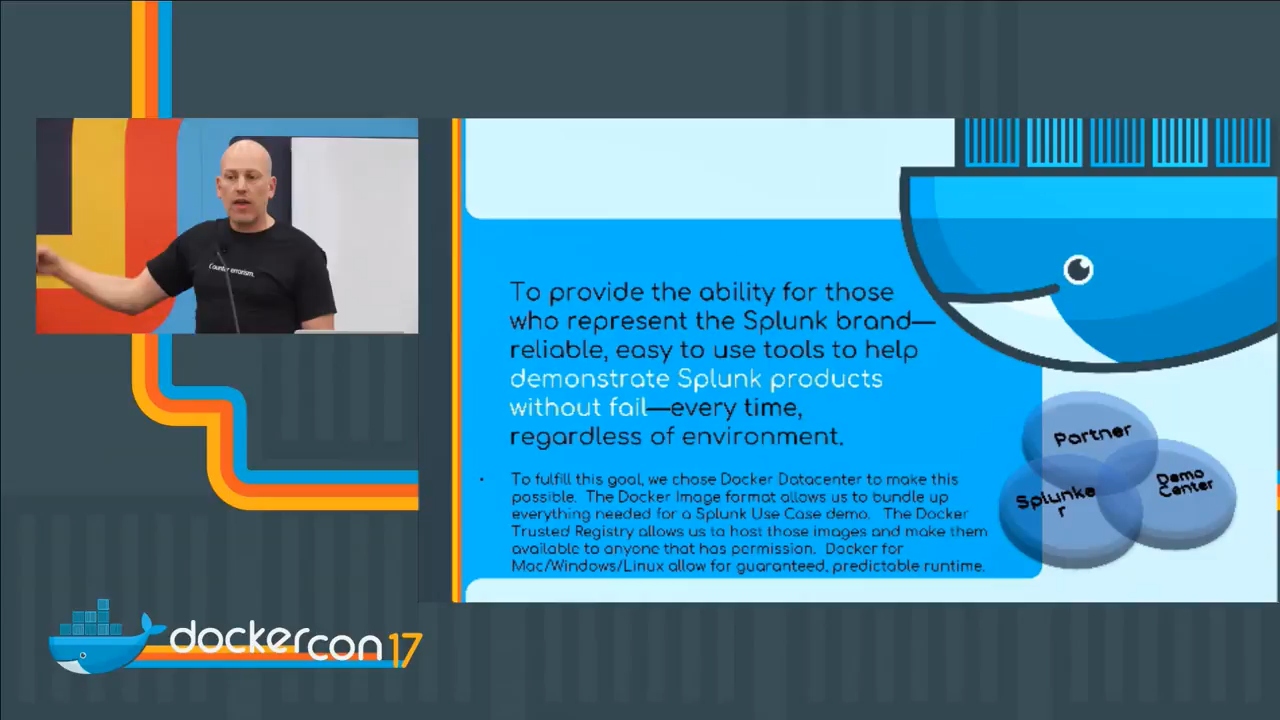 Counter errorism.
To provide the ability for those
who represent the Splunk brand—
reliable, easy to use tools to help
demonstrate Splunk products
without fail—every time,
regardless of environment.
• To fulfill this goal, we chose Docker Datacenter to make this
possible. The Docker Image format allows us to bundle up
everything needed for a Splunk Use Case demo. The Docker
Trusted Registry allows us to host those images and make them
available to anyone that has permission. Docker for
Mac/Windows/Linux allow for guaranteed, predictable runtime.
Partner
Splunke
r
Demo
Center
dockercon 17